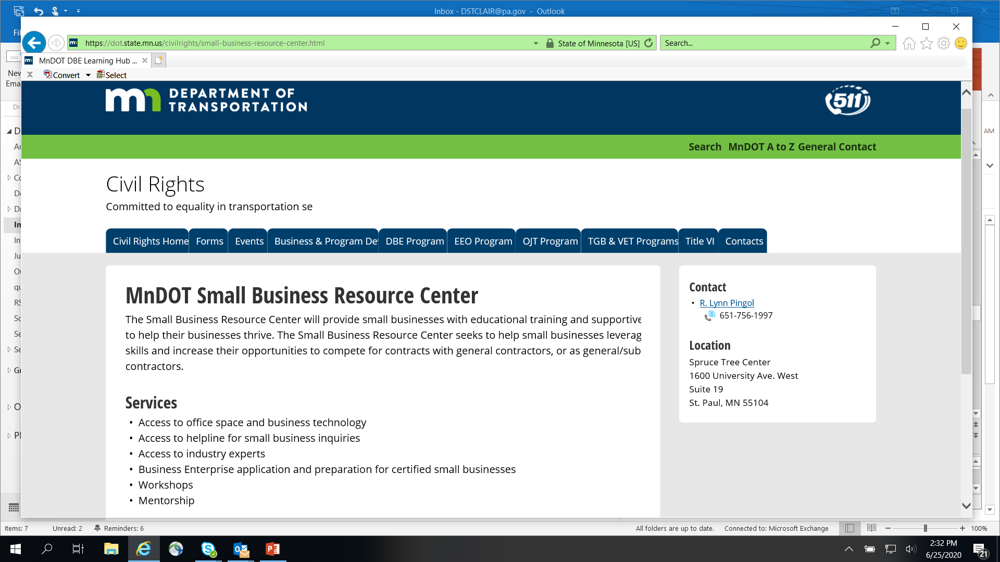 Inbox - DSTCLAIR@pa.gov - Outlook
https://dot.state.mn.us/civilrights/small-business-resource-center.html
State of Minnesota [US]
Search...
MnDOT DBE Learning Hub ...
Convert
Select
New
Ema
mn DEPARTMENT OF
TRANSPORTATION
511
AM
Search MnDOT A to Z General Contact
Civil Rights
Committed to equality in transportation se
Civil Rights Home
Forms
Events
Business & Program De
DBE Program
EEO Program
OJT Program
TGB & VET Programs
Title VI
Contacts
MnDOT Small Business Resource Center
The Small Business Resource Center will provide small businesses with educational training and supportive
to help their businesses thrive. The Small Business Resource Center seeks to help small businesses leverag
skills and increase their opportunities to compete for contracts with general contractors, or as general/sub
contractors.
Services
• Access to office space and business technology
• Access to helpline for small business inquiries
• Access to industry experts
• Business Enterprise application and preparation for certified small businesses
• Workshops
• Mentorship
Contact
• R. Lynn Pingol
651-756-1997
Location
Spruce Tree Center
1600 University Ave. West
Suite 19
St. Paul, MN 55104
Items: 7
Unread: 2
Reminders: 6
All folders are up to date.
Connected to: Microsoft Exchange
100%
2:32 PM
6/25/2020
21